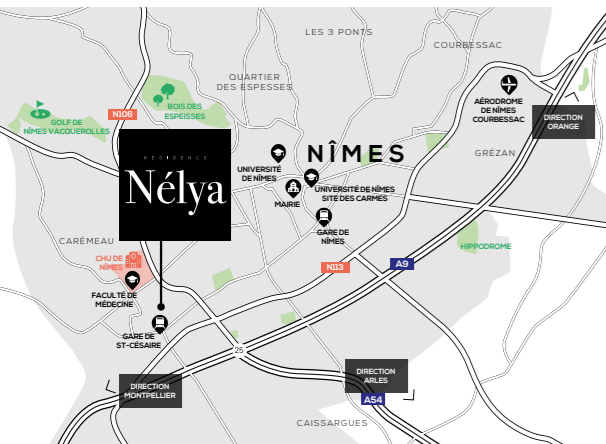 LES 3 PONTS
COURBESSAC
QUARTIER
DES ESPESSES
AÉRODROME
DE NÎMES
COURBESSAC
DIRECTION
ORANGE
GOLF DE
NÎMES VACQUEROLLES
N106
BOIS DES
ESPEISSES
RÉSIDENCE
Nélya
NÎMES
GRÉZAN
UNIVERSITÉ
DE NÎMES
UNIVERSITÉ DE NÎMES
SITE DES CARMES
MAIRIE
GARE DE
NÎMES
CARÉMEAU
CHU DE
NÎMES
HIPPODROME
N113
A9
FACULTÉ DE
MÉDECINE
GARE DE
ST-CÉSAIRE
25
DIRECTION
MONTPELLIER
DIRECTION
ARLES
A54
CAISSARGUES